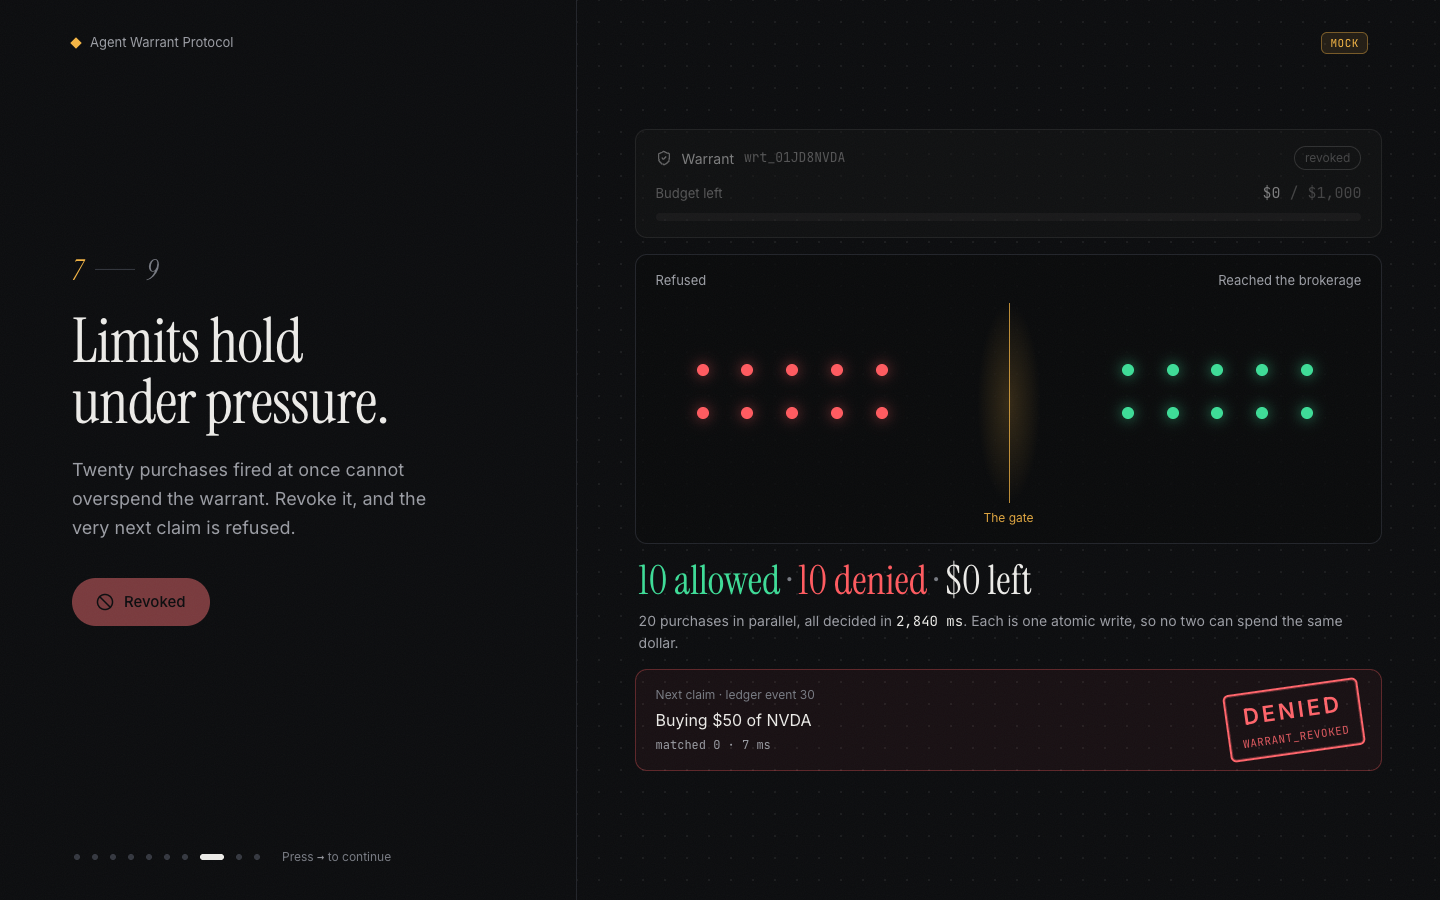 Agent Warrant Protocol
MOCK
7 — 9
Limits hold
under pressure.
Twenty purchases fired at once cannot
overspend the warrant. Revoke it, and the
very next claim is refused.
Revoked
Press → to continue
Warrant wrt_01JD8NVDA
revoked
Budget left
$0 / $1,000
Refused
Reached the brokerage
The gate
10 allowed · 10 denied · $0 left
20 purchases in parallel, all decided in 2,840 ms. Each is one atomic write, so no two can spend the same
dollar.
Next claim · ledger event 30
Buying $50 of NVDA
matched 0 · 7 ms
DENIED
WARRANT_REVOKED